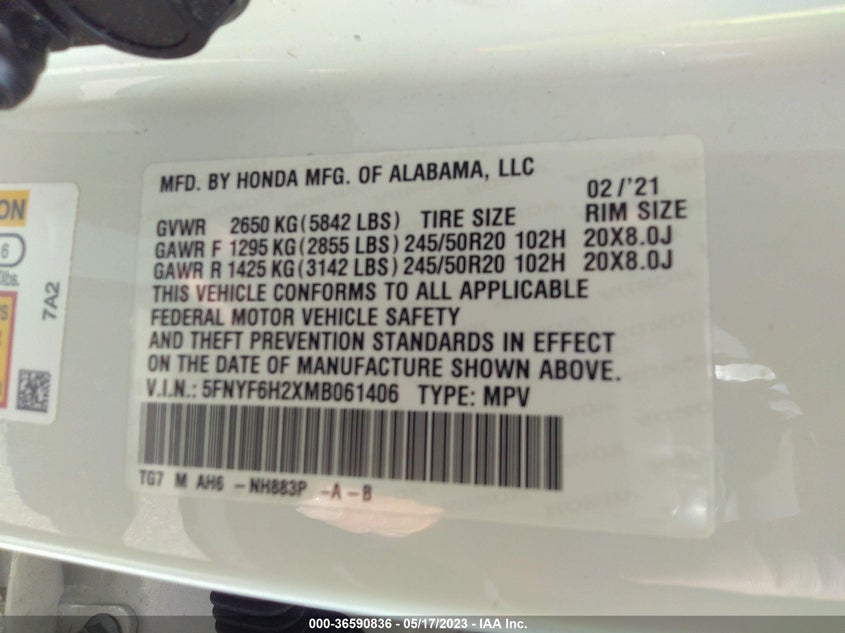 MFD. BY HONDA MFG. OF ALABAMA, LLC
02/'21
GVWR 2650 KG (5842 LBS) TIRE SIZE RIM SIZE
GAWR F 1295 KG (2855 LBS) 245/50R20 102H 20X8.0J
GAWR R 1425 KG (3142 LBS) 245/50R20 102H 20X8.0J
THIS VEHICLE CONFORMS TO ALL APPLICABLE
FEDERAL MOTOR VEHICLE SAFETY
AND THEFT PREVENTION STANDARDS IN EFFECT
ON THE DATE OF MANUFACTURE SHOWN ABOVE.
V.I.N.: 5FNYF6H2XMB061406 TYPE: MPV
TG7 M AH6 -NH883P -A-B
ON
6
lbs.
7A2
000-36590836 - 05/17/2023 - IAA Inc.